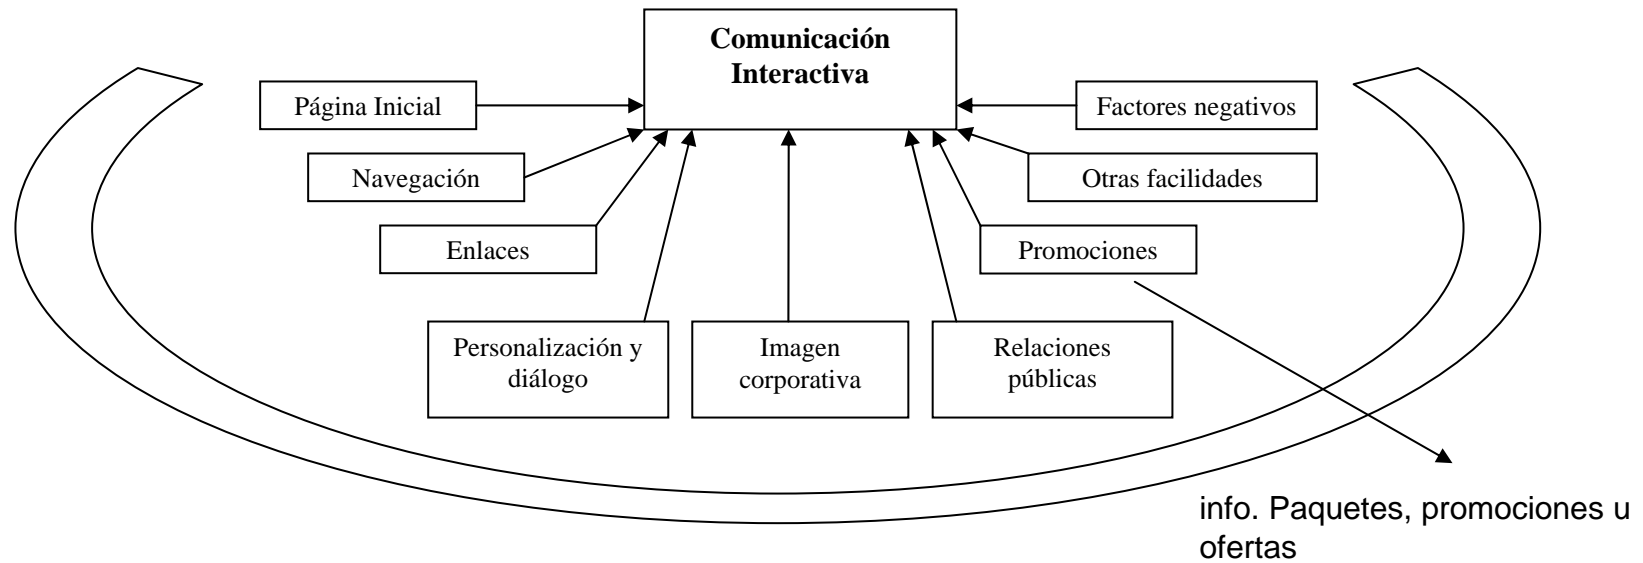 Comunicación
Interactiva
Página Inicial
Factores negativos
Navegación
Otras facilidades
Enlaces
Promociones
Personalización y
diálogo
Imagen
corporativa
Relaciones
públicas
info. Paquetes, promociones u
ofertas